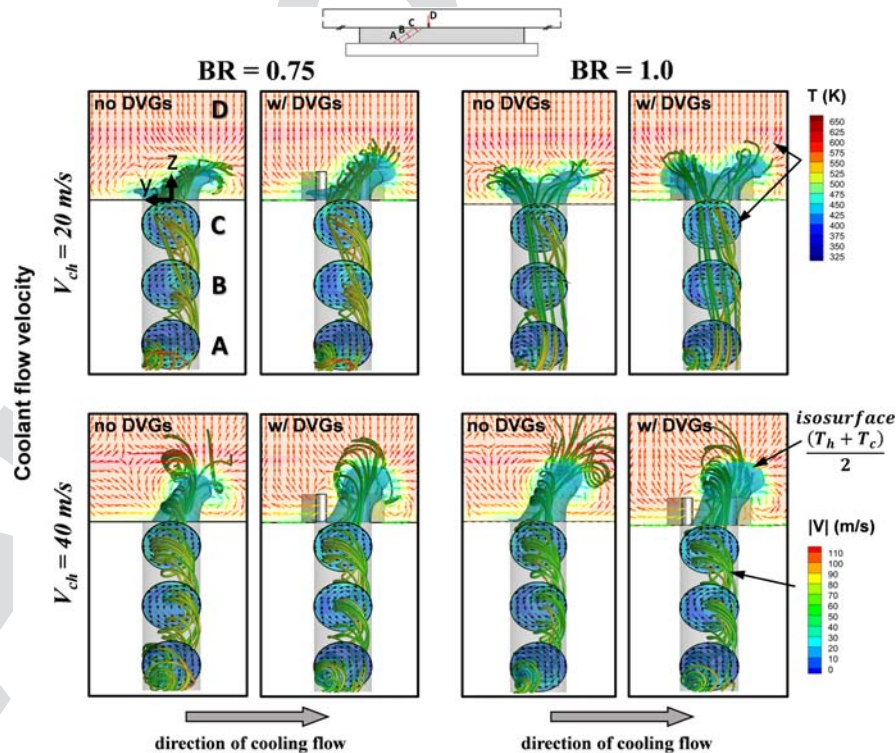 D
C
B
A
BR = 0.75
BR = 1.0
no DVGs
D
w/ DVGs
no DVGs
w/ DVGs
T (K)
650
625
600
575
550
525
500
475
450
425
400
375
350
325
Z
y
C
B
A
V_ch = 20 m/s
Coolant flow velocity
no DVGs
w/ DVGs
no DVGs
w/ DVGs
isosurface
(T_h + T_c)
2
V_ch = 40 m/s
|V| (m/s)
110
100
90
80
70
60
50
40
30
20
10
0
direction of cooling flow
direction of cooling flow